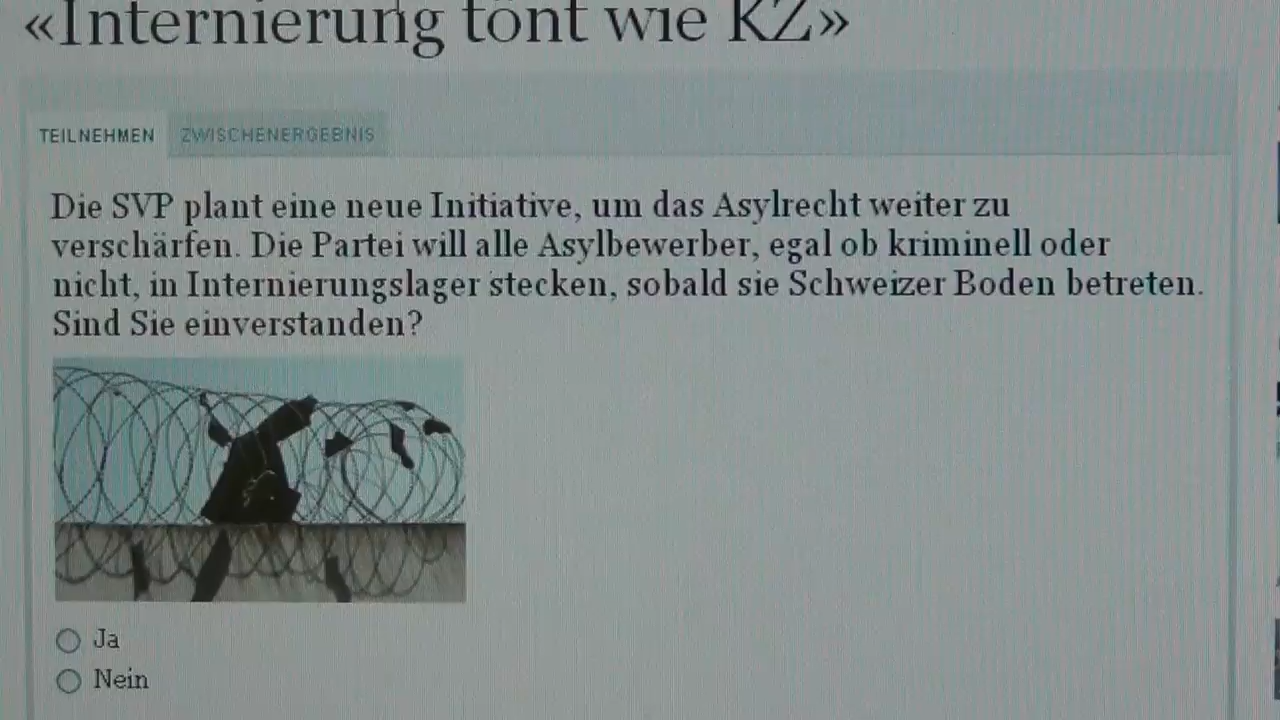 «Internierung tönt wie KZ»
TEILNEHMEN ZWISCHENERGEBNIS
Die SVP plant eine neue Initiative, um das Asylrecht weiter zu
verschärfen. Die Partei will alle Asylbewerber, egal ob kriminell oder
nicht, in Internierungslager stecken, sobald sie Schweizer Boden betreten.
Sind Sie einverstanden?
Ja
Nein